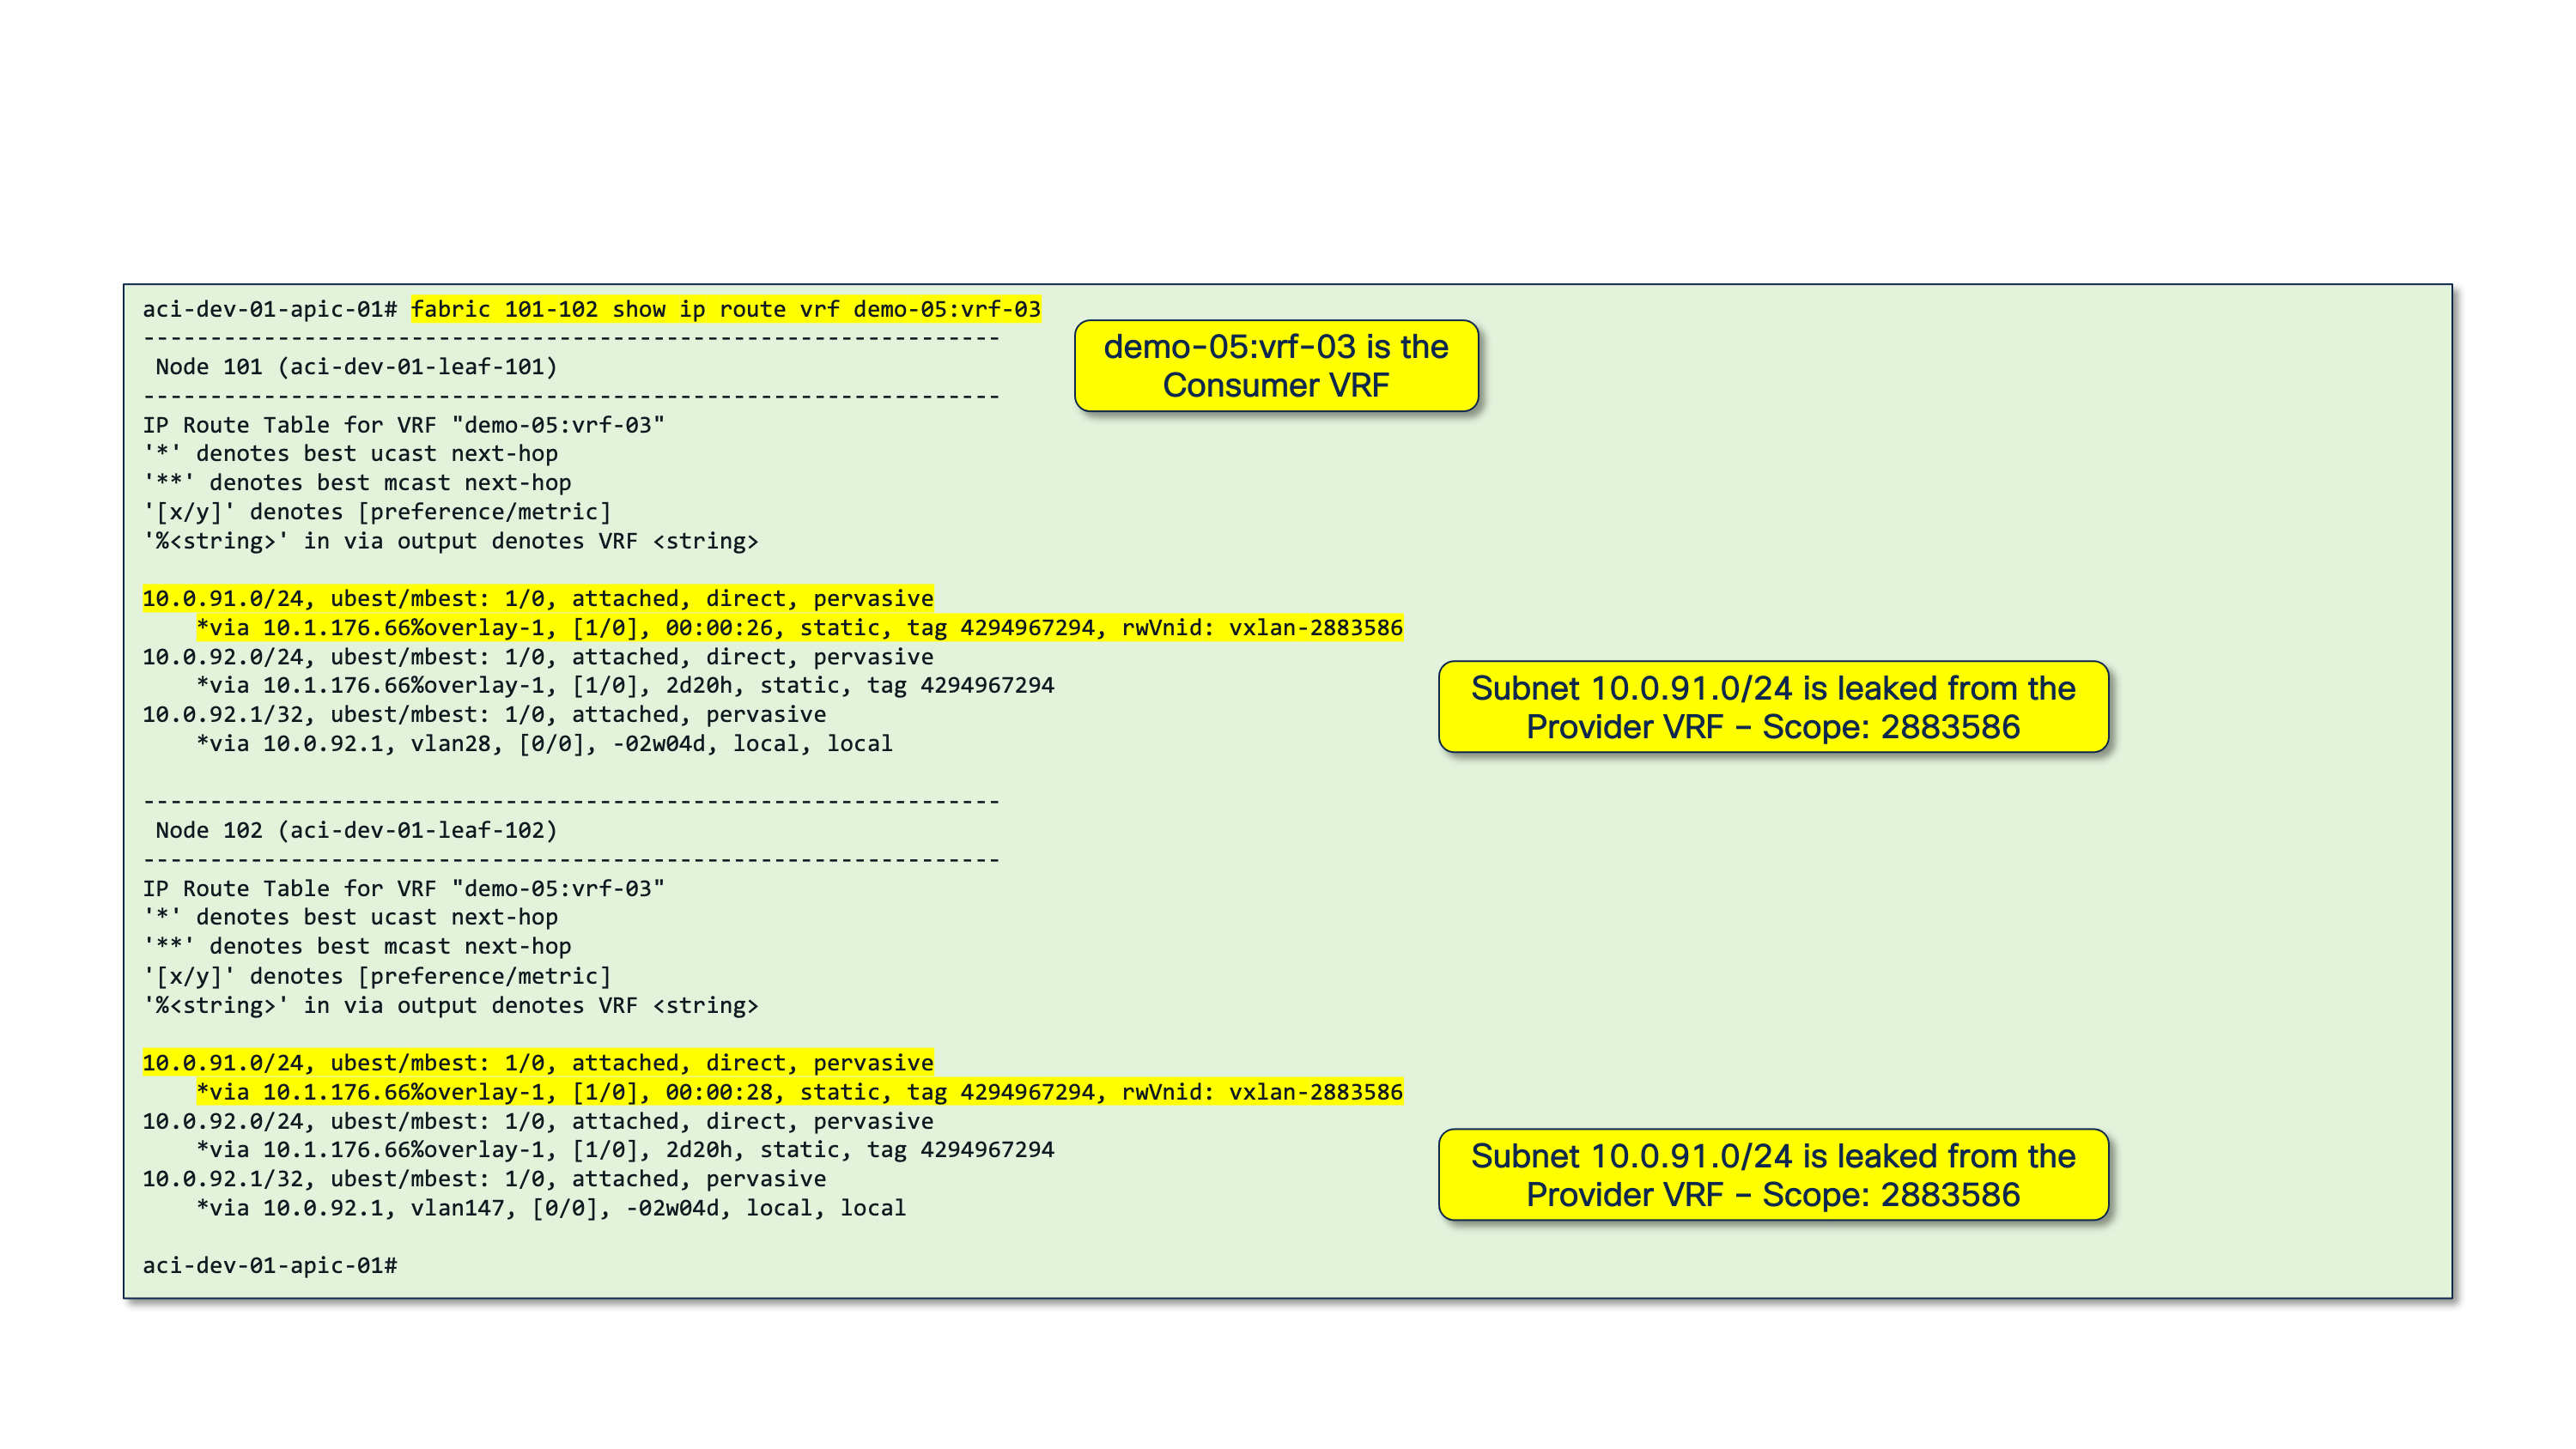 aci-dev-01-apic-01# fabric 101-102 show ip route vrf demo-05:vrf-03
----------------------------------------------------------------
 Node 101 (aci-dev-01-leaf-101)
----------------------------------------------------------------
demo-05:vrf-03 is the
Consumer VRF
IP Route Table for VRF "demo-05:vrf-03"
'*' denotes best ucast next-hop
'**' denotes best mcast next-hop
'[x/y]' denotes [preference/metric]
'%<string>' in via output denotes VRF <string>
10.0.91.0/24, ubest/mbest: 1/0, attached, direct, pervasive
    *via 10.1.176.66%overlay-1, [1/0], 00:00:26, static, tag 4294967294, rwVnid: vxlan-2883586
10.0.92.0/24, ubest/mbest: 1/0, attached, direct, pervasive
    *via 10.1.176.66%overlay-1, [1/0], 2d20h, static, tag 4294967294
10.0.92.1/32, ubest/mbest: 1/0, attached, pervasive
    *via 10.0.92.1, vlan28, [0/0], -02w04d, local, local
Subnet 10.0.91.0/24 is leaked from the
Provider VRF – Scope: 2883586
----------------------------------------------------------------
 Node 102 (aci-dev-01-leaf-102)
----------------------------------------------------------------
IP Route Table for VRF "demo-05:vrf-03"
'*' denotes best ucast next-hop
'**' denotes best mcast next-hop
'[x/y]' denotes [preference/metric]
'%<string>' in via output denotes VRF <string>
10.0.91.0/24, ubest/mbest: 1/0, attached, direct, pervasive
    *via 10.1.176.66%overlay-1, [1/0], 00:00:28, static, tag 4294967294, rwVnid: vxlan-2883586
10.0.92.0/24, ubest/mbest: 1/0, attached, direct, pervasive
    *via 10.1.176.66%overlay-1, [1/0], 2d20h, static, tag 4294967294
10.0.92.1/32, ubest/mbest: 1/0, attached, pervasive
    *via 10.0.92.1, vlan147, [0/0], -02w04d, local, local
Subnet 10.0.91.0/24 is leaked from the
Provider VRF – Scope: 2883586
aci-dev-01-apic-01#